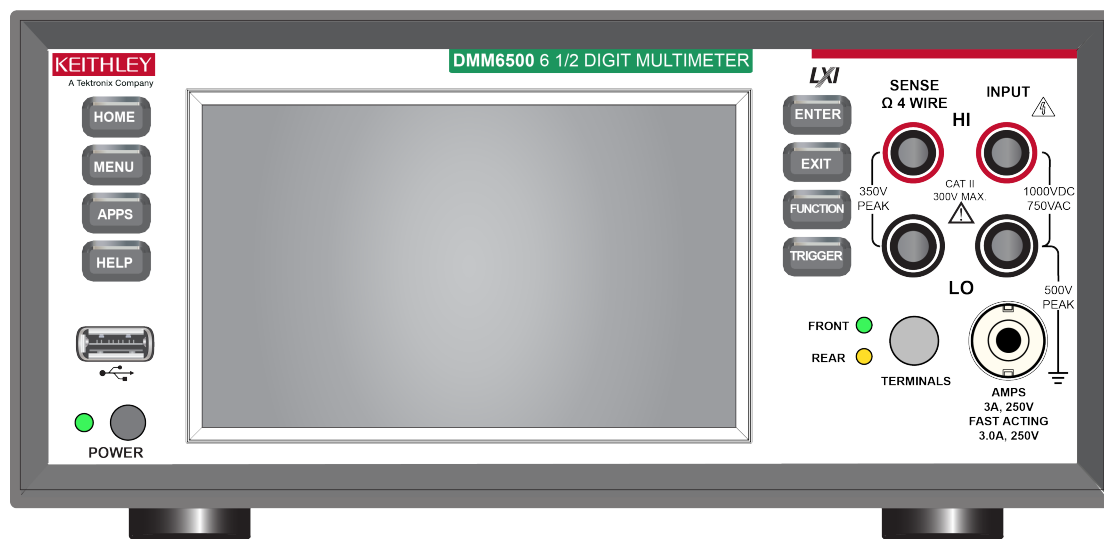 KEITHLEY
A Tektronix Company
DMM6500 6 1/2 DIGIT MULTIMETER
LXI
HOME
MENU
APPS
HELP
POWER
ENTER
EXIT
FUNCTION
TRIGGER
SENSE
Ω 4 WIRE
INPUT
HI
350V
PEAK
CAT II
300V MAX.
1000VDC
750VAC
LO
500V
PEAK
FRONT
REAR
TERMINALS
AMPS
3A, 250V
FAST ACTING
3.0A, 250V